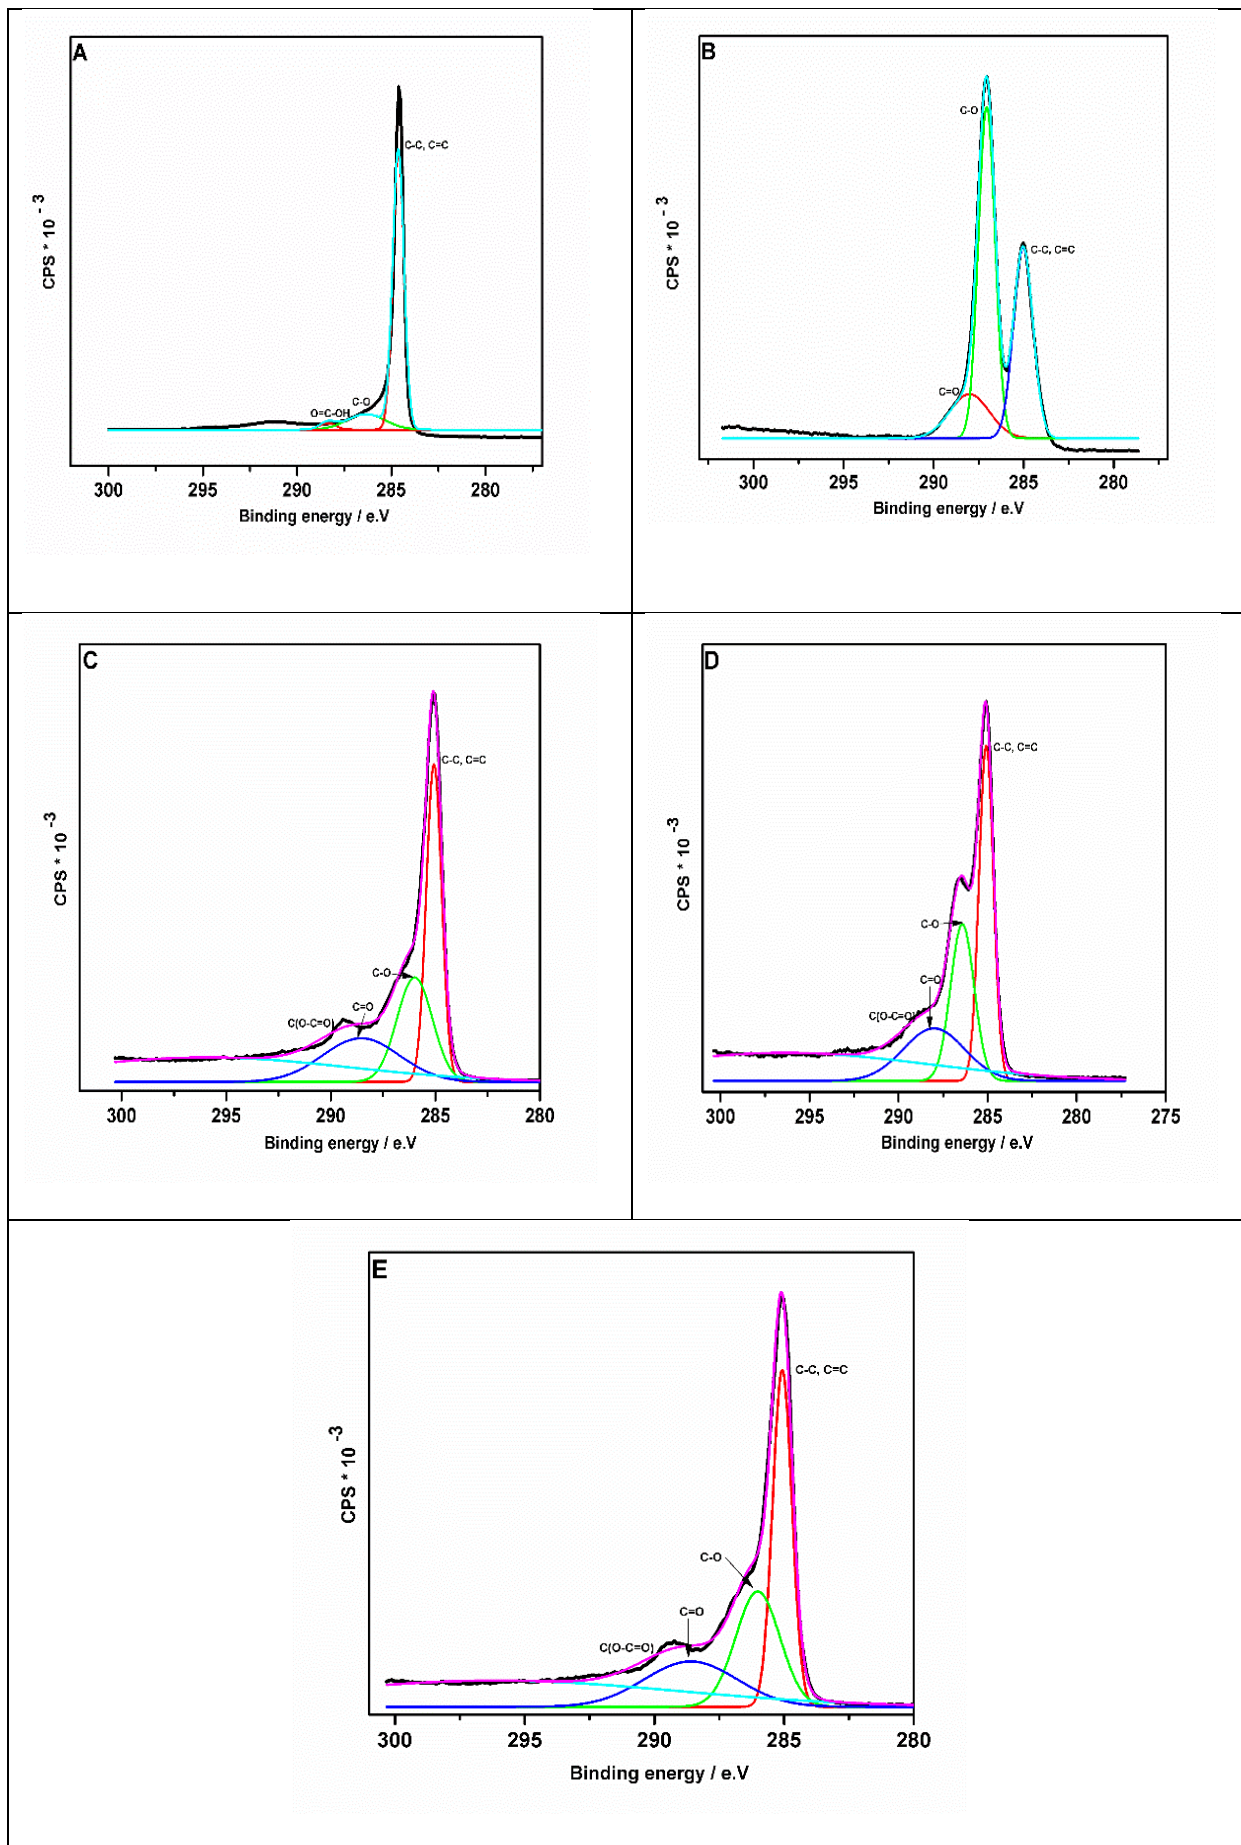 A
C-C, C=C
C-O
O=C-OH
CPS * 10 - 3
300 295 290 285 280
Binding energy / e.V
B
C-O
C-C, C=C
C=O
CPS * 10 - 3
300 295 290 285 280
Binding energy / e.V
C
C-C, C=C
C-O
C=O
C(O-C=O)
CPS * 10 -3
300 295 290 285 280
Binding energy / e.V
D
C-C, C=C
C-O
C=O
C(O-C=O)
CPS * 10 -3
300 295 290 285 280 275
Binding energy / e.V
E
C-C, C=C
C-O
C=O
C(O-C=O)
CPS * 10 -3
300 295 290 285 280
Binding energy / e.V